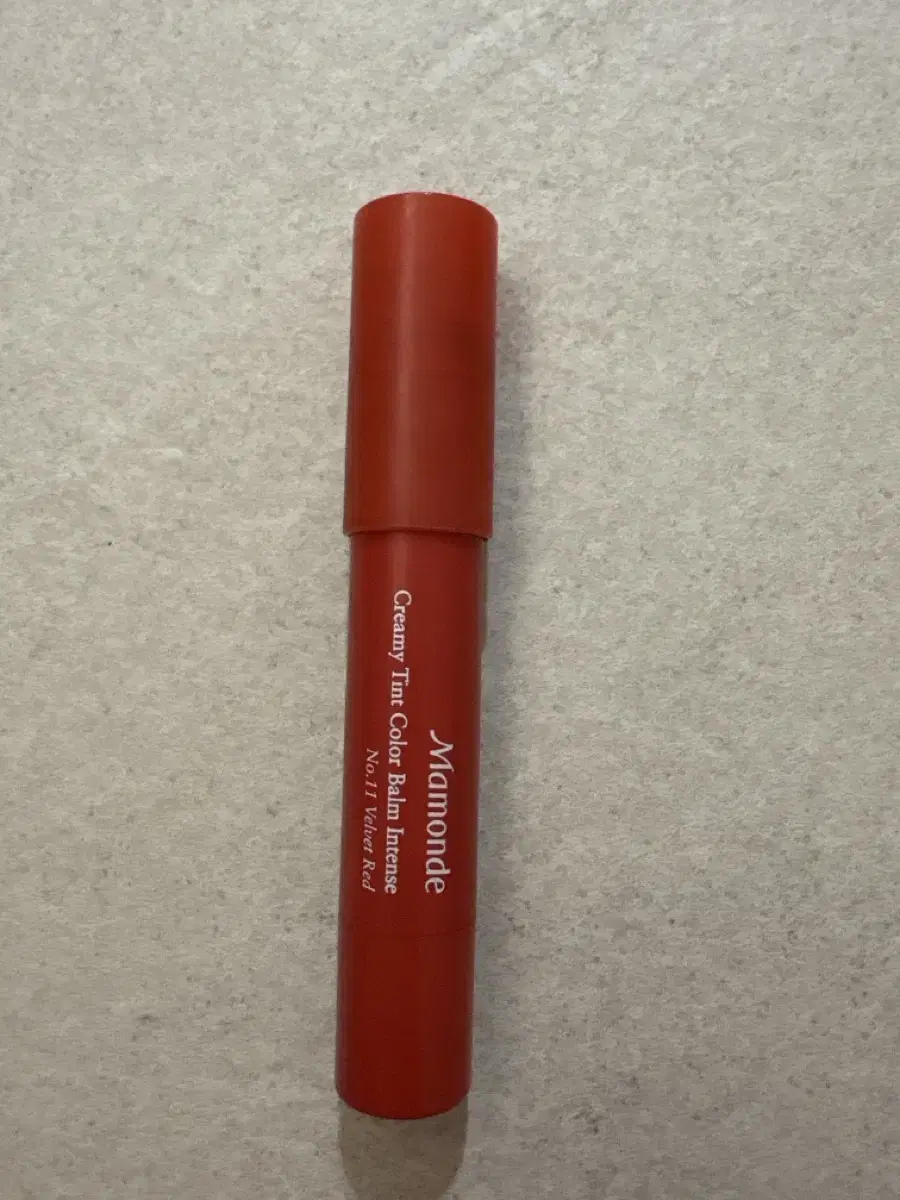 Mamonde
Creamy Tint Color Balm Intense
No.11 Velvet Red